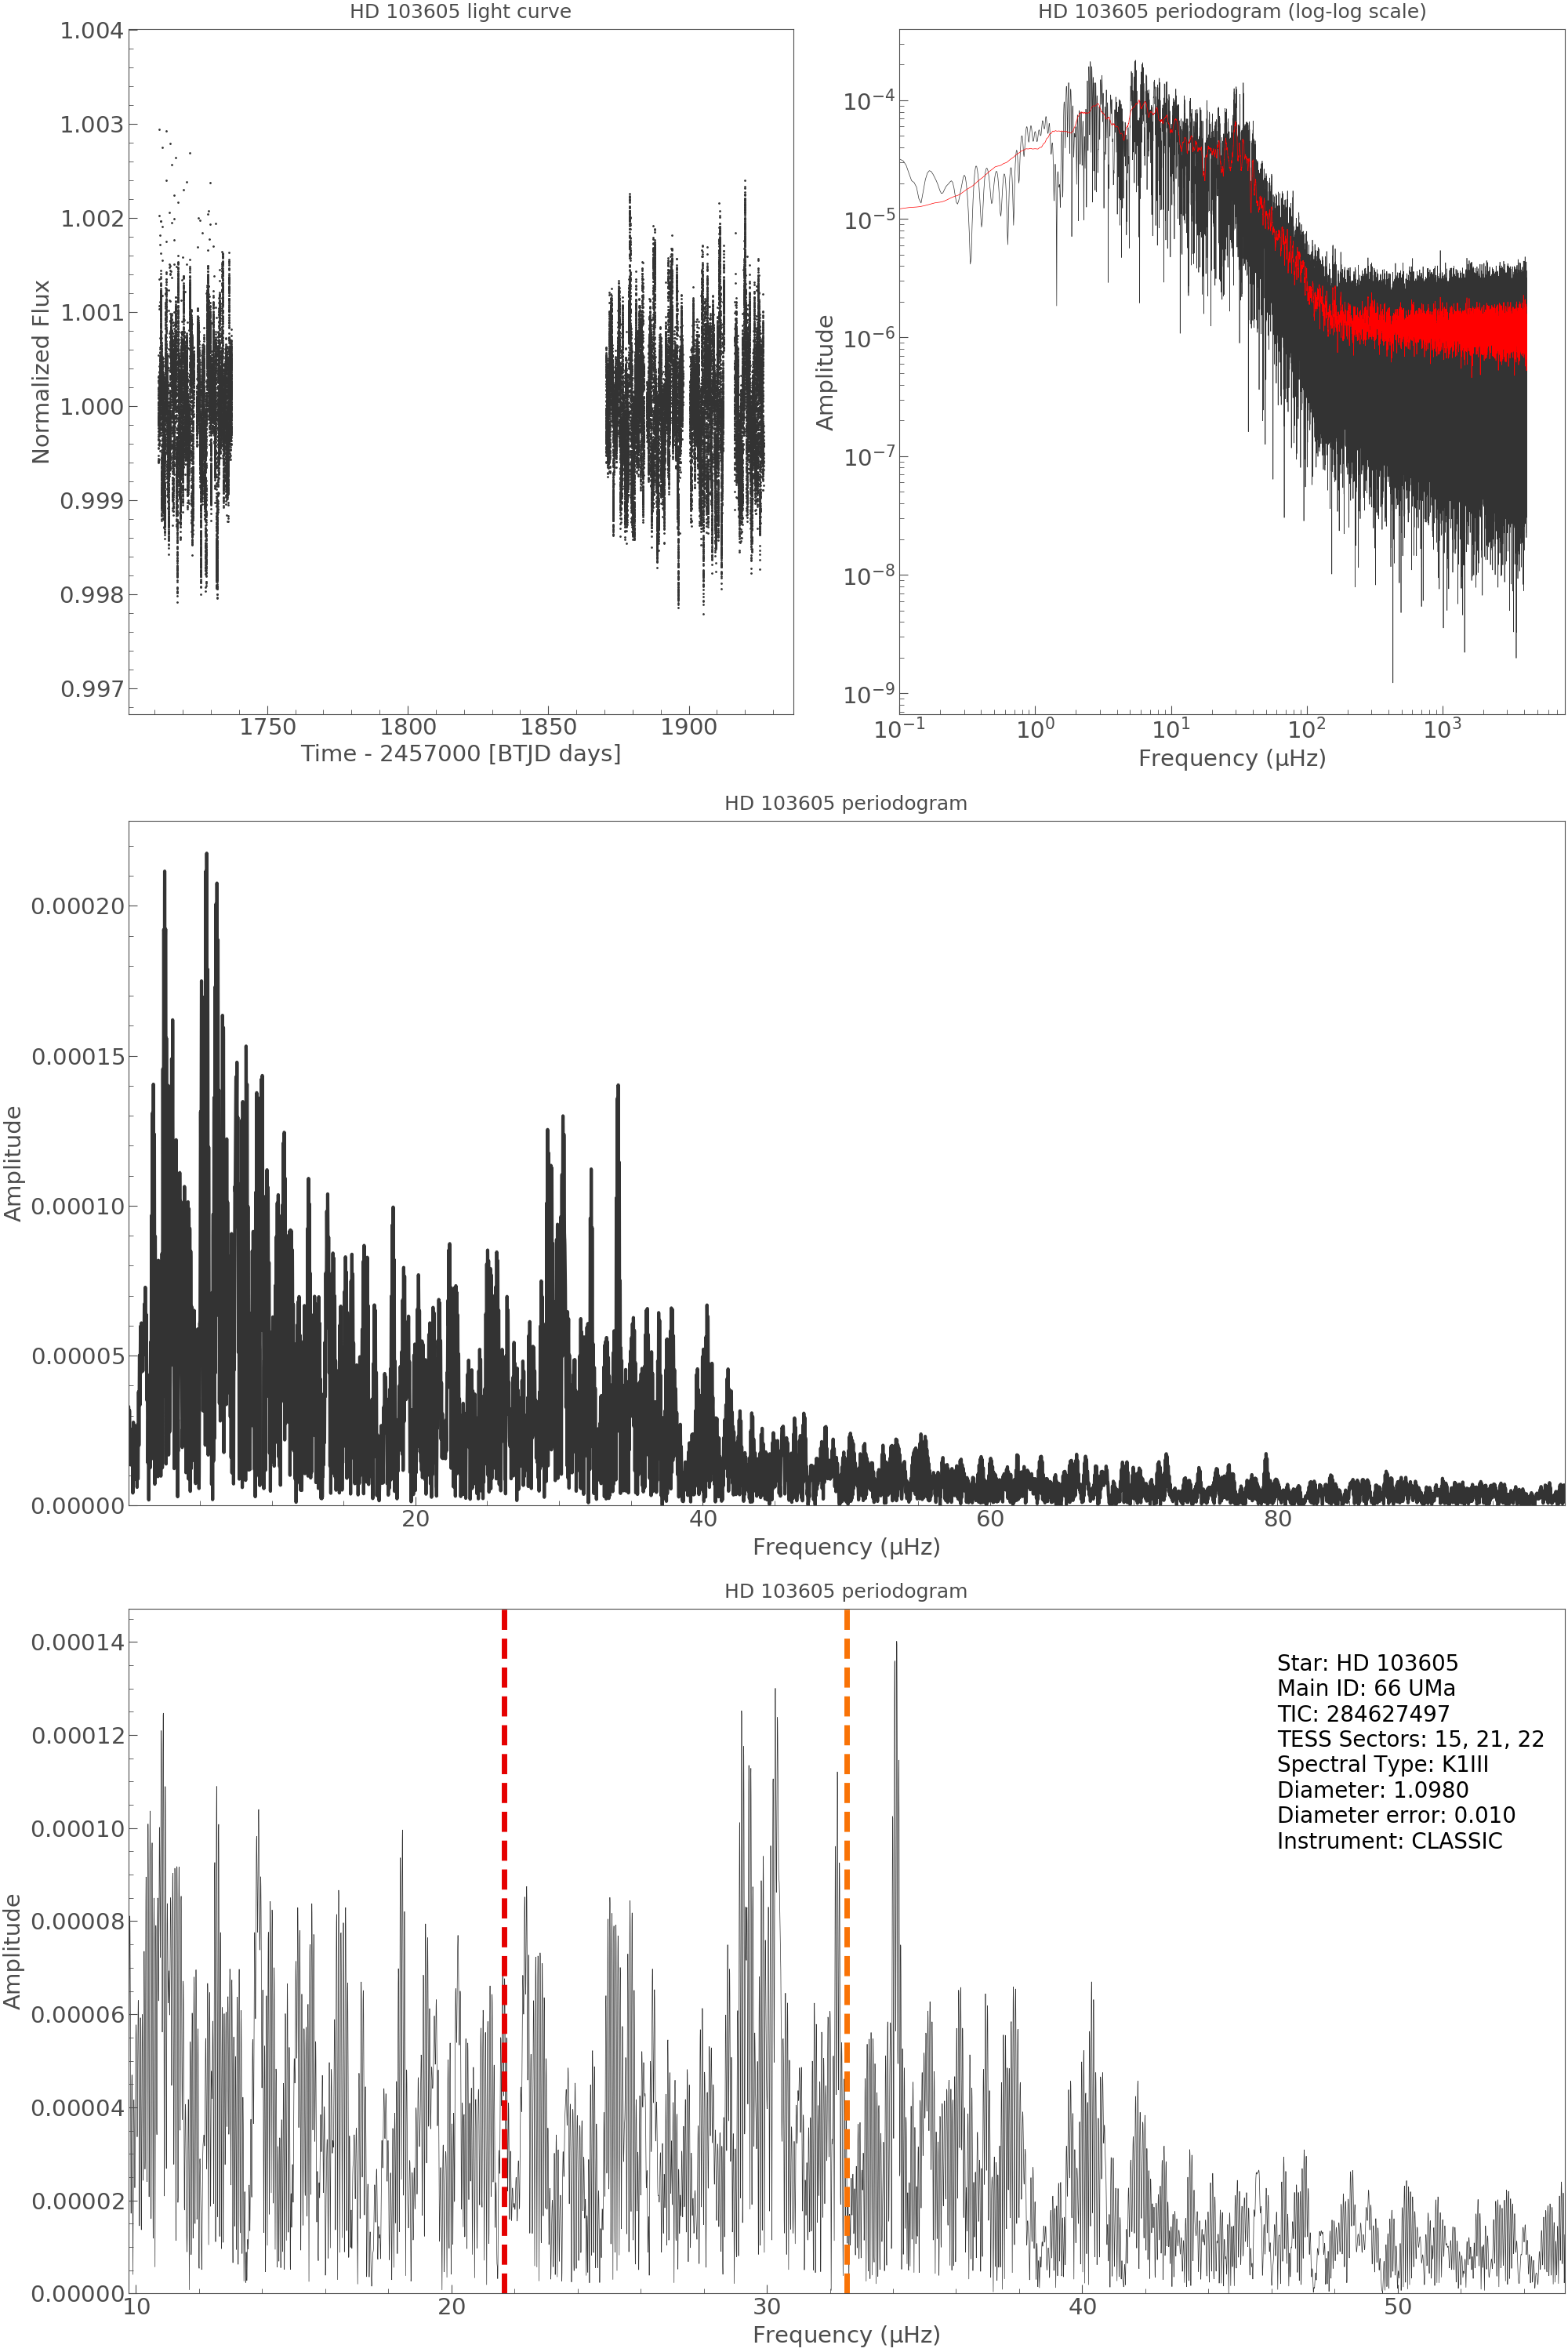 HD 103605 light curve
1.004
1.003
1.002
1.001
1.000
0.999
0.998
0.997
Normalized Flux
1750 1800 1850 1900
Time - 2457000 [BTJD days]
HD 103605 periodogram (log-log scale)
10⁻⁴
10⁻⁵
10⁻⁶
10⁻⁷
10⁻⁸
10⁻⁹
Amplitude
10⁻¹ 10⁰ 10¹ 10² 10³
Frequency (µHz)
HD 103605 periodogram
0.00020
0.00015
0.00010
0.00005
0.00000
Amplitude
20 40 60 80
Frequency (µHz)
HD 103605 periodogram
0.00014
0.00012
0.00010
0.00008
0.00006
0.00004
0.00002
0.00000
Amplitude
Star: HD 103605
Main ID: 66 UMa
TIC: 284627497
TESS Sectors: 15, 21, 22
Spectral Type: K1III
Diameter: 1.0980
Diameter error: 0.010
Instrument: CLASSIC
10 20 30 40 50
Frequency (µHz)